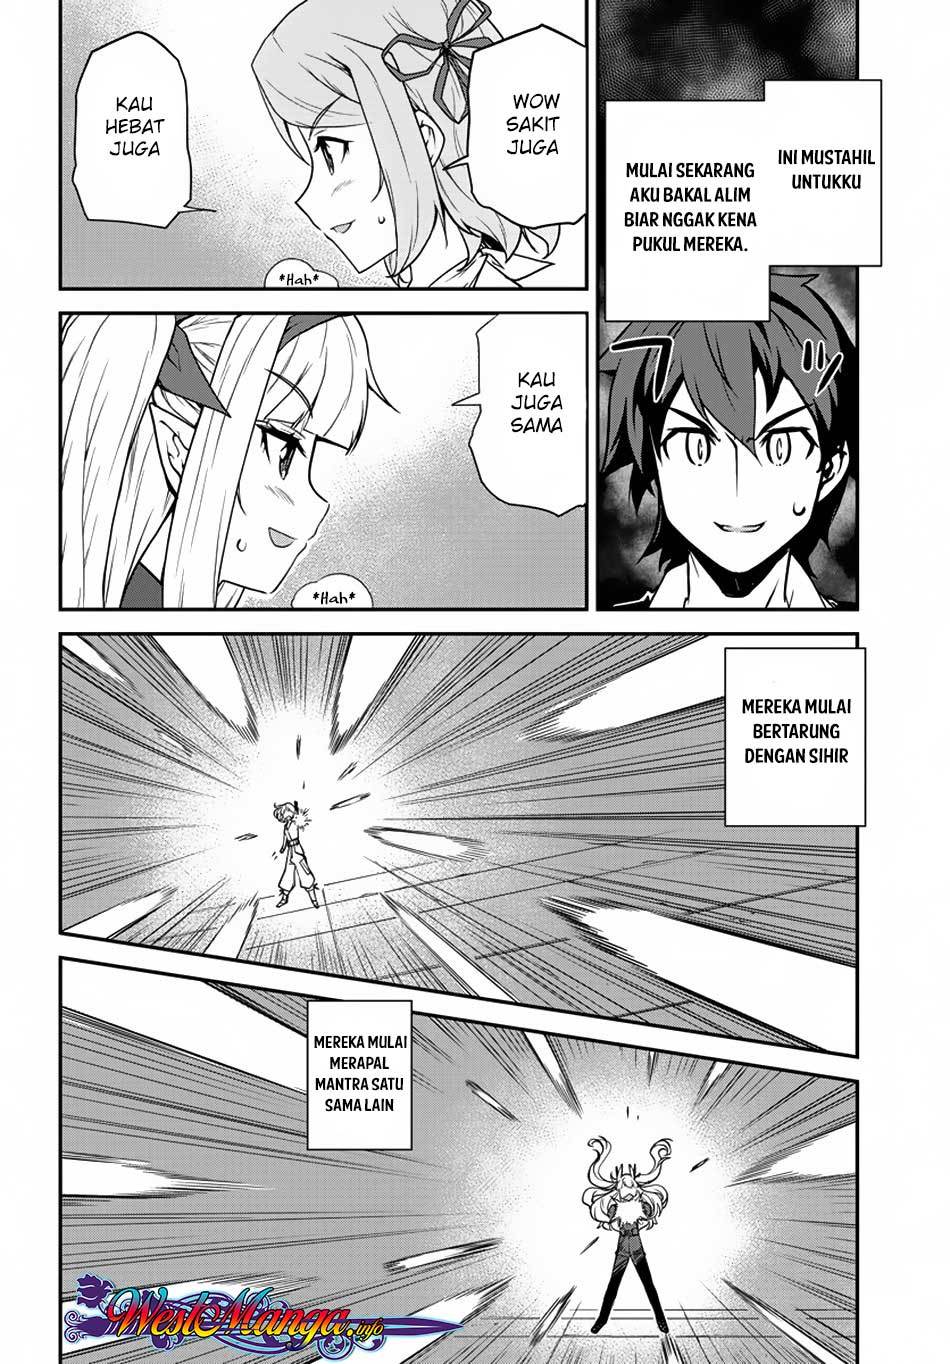 INI MUSTAHIL
UNTUKKU
MULAI SEKARANG
AKU BAKAL ALIM
BIAR NGGAK KENA
PUKUL MEREKA.
WOW
SAKIT
JUGA
KAU
HEBAT
JUGA
*Hah*
KAU
JUGA
SAMA
*Hah*
MEREKA MULAI
BERTARUNG
DENGAN SIHIR
MEREKA MULAI
MERAPAL
MANTRA SATU
SAMA LAIN
WestManga.info